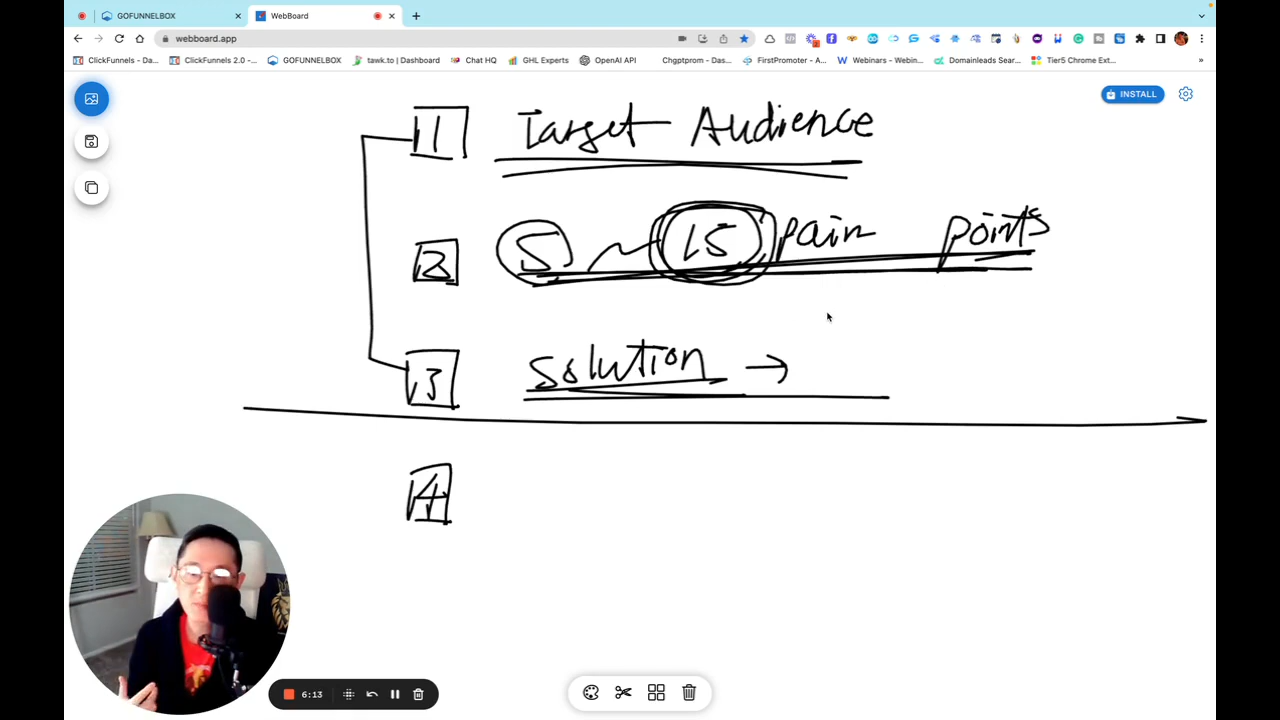 GOFUNNELBOX
WebBoard
webboard.app
ClickFunnels - Da...
ClickFunnels 2.0 -...
GOFUNNELBOX
tawk.to | Dashboard
Chat HQ
GHL Experts
OpenAI API
Chgptprom - Das...
FirstPromoter - A...
Webinars - Webin...
Domainleads Sear...
Tier5 Chrome Ext...
»
INSTALL
1 Target Audience
2 5 ~ 15 pain points
3 solution →
4
6:13